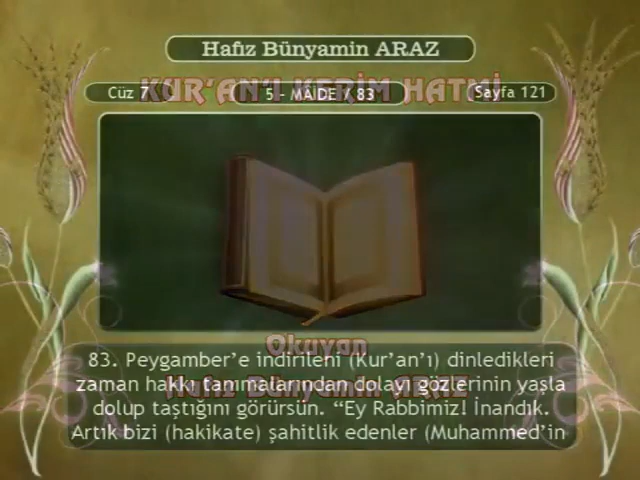 Hafız Bünyamin ARAZ
KUR'AN'I KERİM HATMİ
Cüz 7
5 - MÂİDE / 83
Sayfa 121
Okuyan
Hafız Bünyamin ARAZ
83. Peygamber'e indirileni (Kur'an'ı) dinledikleri
zaman hakkı tanımalarından dolayı gözlerinin yaşla
dolup taştığını görürsün. “Ey Rabbimiz! İnandık.
Artık bizi (hakikate) şahitlik edenler (Muhammed'in